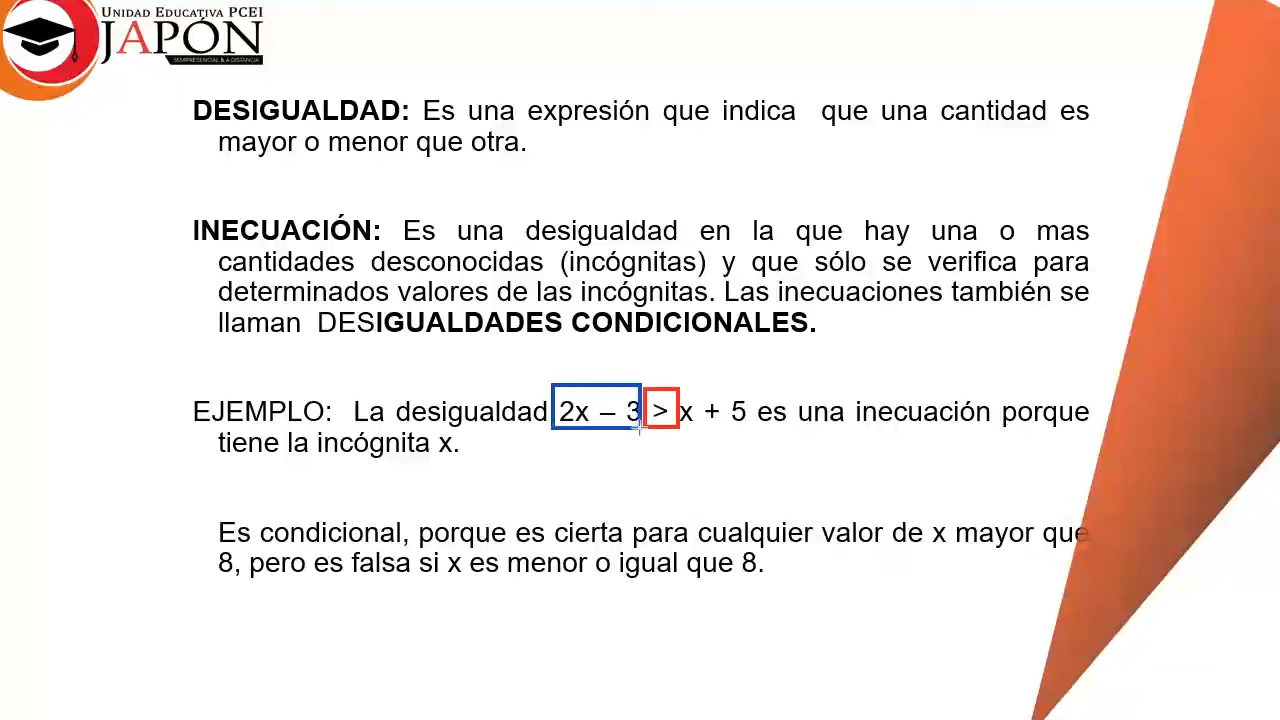 UNIDAD EDUCATIVA PCEI
JAPÓN
SEMIPRESENCIAL & A DISTANCIA
DESIGUALDAD: Es una expresión que indica que una cantidad es
mayor o menor que otra.
INECUACIÓN: Es una desigualdad en la que hay una o mas
cantidades desconocidas (incógnitas) y que sólo se verifica para
determinados valores de las incógnitas. Las inecuaciones también se
llaman DESIGUALDADES CONDICIONALES.
EJEMPLO: La desigualdad 2x – 3 > x + 5 es una inecuación porque
tiene la incógnita x.
Es condicional, porque es cierta para cualquier valor de x mayor que
8, pero es falsa si x es menor o igual que 8.